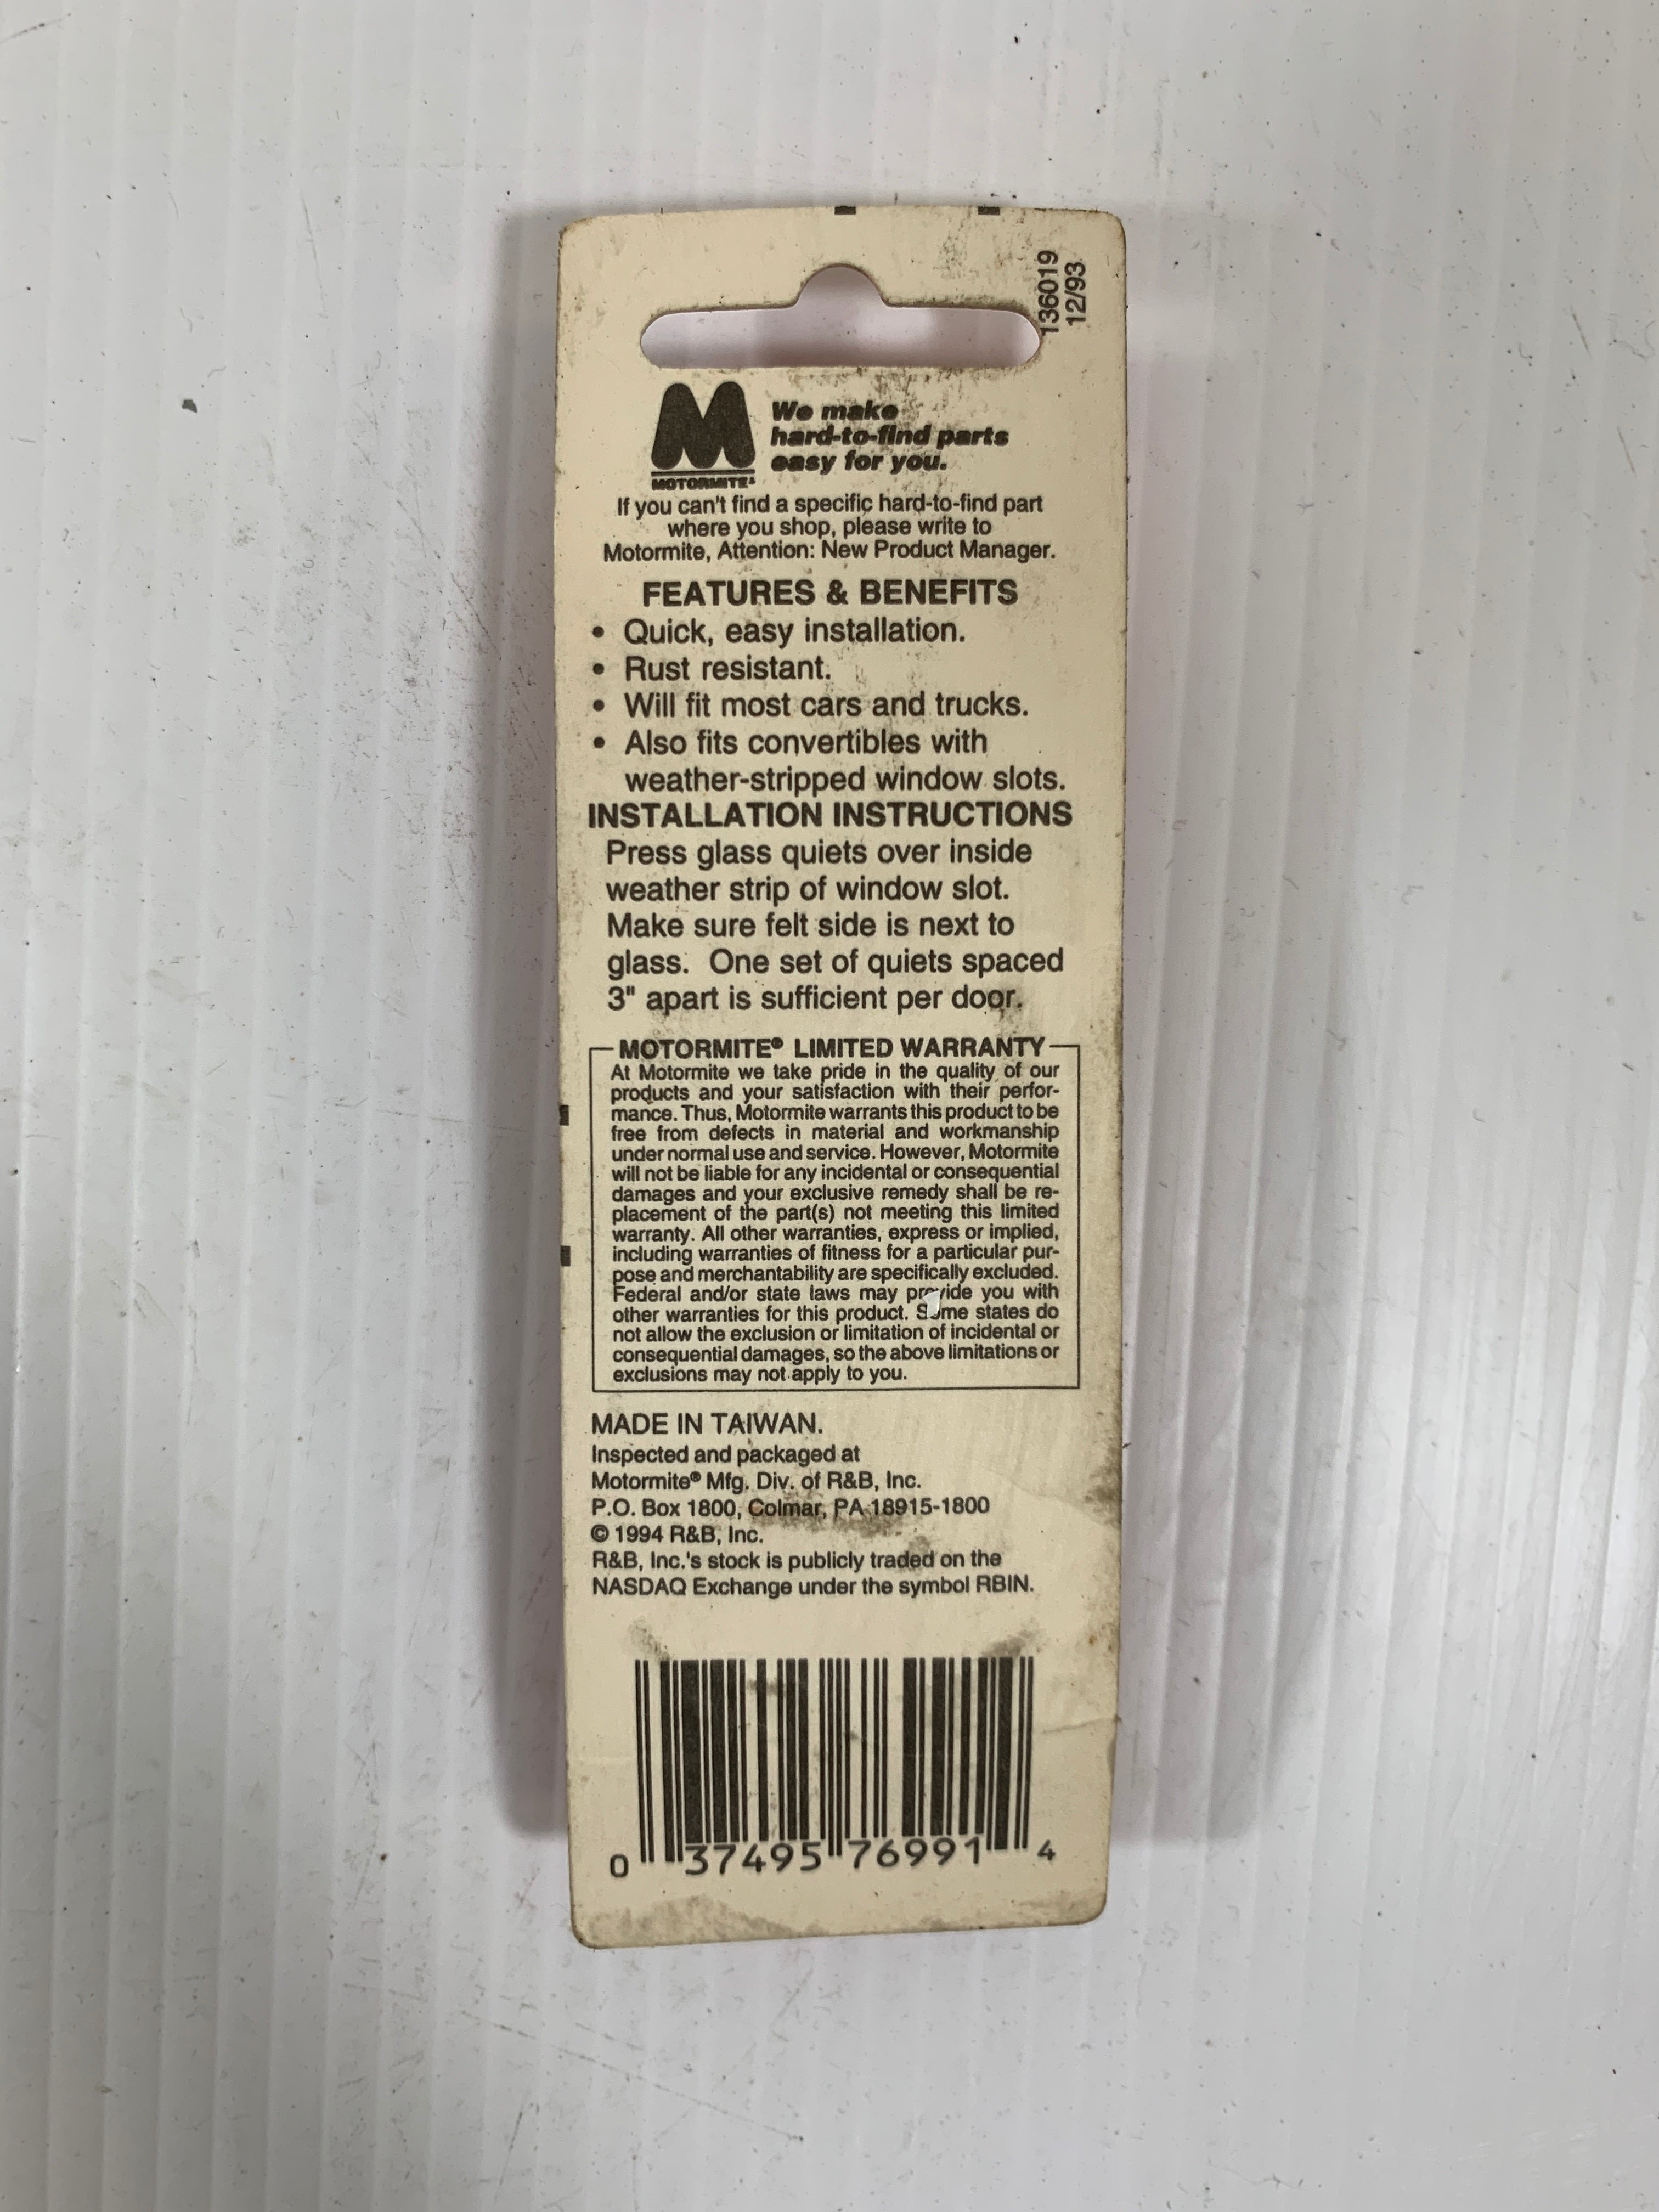 136019
12/93
We make
hard-to-find parts
easy for you.
MOTORMITE®
If you can't find a specific hard-to-find part
where you shop, please write to
Motormite, Attention: New Product Manager.
FEATURES & BENEFITS
• Quick, easy installation.
• Rust resistant.
• Will fit most cars and trucks.
• Also fits convertibles with
weather-stripped window slots.
INSTALLATION INSTRUCTIONS
Press glass quiets over inside
weather strip of window slot.
Make sure felt side is next to
glass. One set of quiets spaced
3" apart is sufficient per door.
MOTORMITE® LIMITED WARRANTY
At Motormite we take pride in the quality of our
products and your satisfaction with their perfor-
mance. Thus, Motormite warrants this product to be
free from defects in material and workmanship
under normal use and service. However, Motormite
will not be liable for any incidental or consequential
damages and your exclusive remedy shall be re-
placement of the part(s) not meeting this limited
warranty. All other warranties, express or implied,
including warranties of fitness for a particular pur-
pose and merchantability are specifically excluded.
Federal and/or state laws may provide you with
other warranties for this product. Some states do
not allow the exclusion or limitation of incidental or
consequential damages, so the above limitations or
exclusions may not apply to you.
MADE IN TAIWAN.
Inspected and packaged at
Motormite® Mfg. Div. of R&B, Inc.
P.O. Box 1800, Colmar, PA 18915-1800
© 1994 R&B, Inc.
R&B, Inc.'s stock is publicly traded on the
NASDAQ Exchange under the symbol RBIN.
0 37495 76991 4